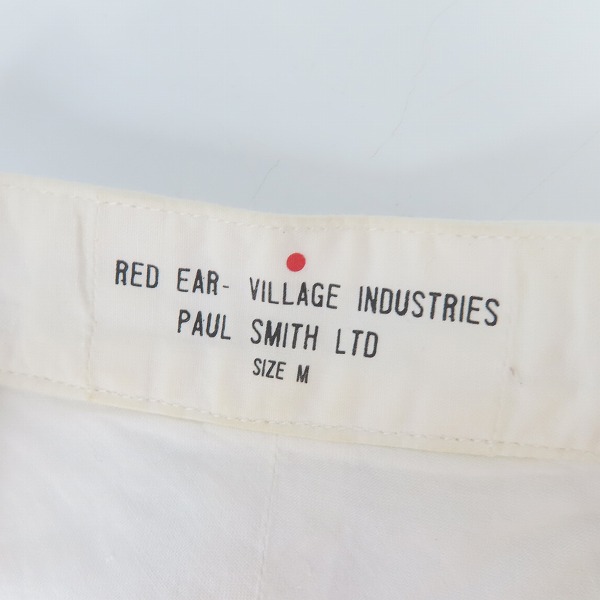 RED EAR- VILLAGE INDUSTRIES
PAUL SMITH LTD
SIZE M